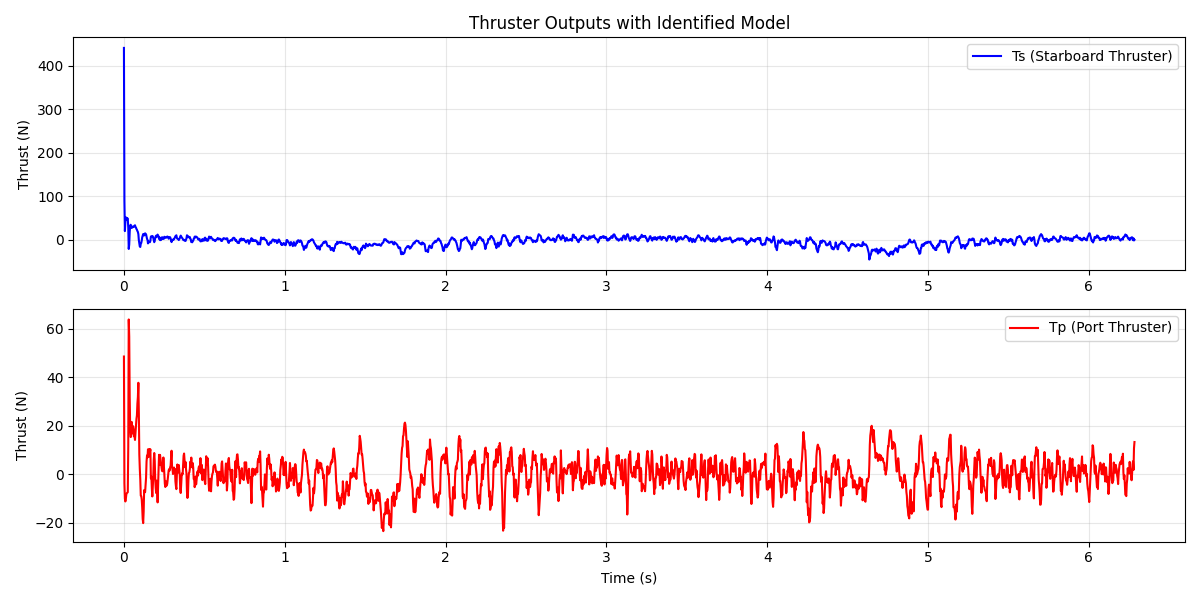 Thruster Outputs with Identified Model
Thrust (N)
400
300
200
100
0
Ts (Starboard Thruster)
0 1 2 3 4 5 6
Thrust (N)
60
40
20
0
−20
Tp (Port Thruster)
0 1 2 3 4 5 6
Time (s)